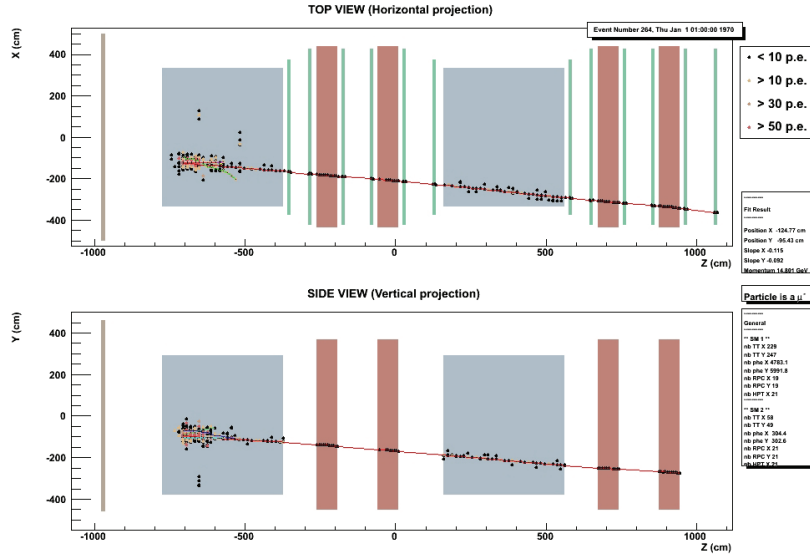 TOP VIEW (Horizontal projection)
Event Number 264, Thu Jan 1 01:00:00 1970
X (cm)
400
200
0
-200
-400
-1000
-500
0
500
1000
Z (cm)
< 10 p.e.
> 10 p.e.
> 30 p.e.
> 50 p.e.
**********
Fit Result
**********
Position X -124.77 cm
Position Y -95.43 cm
Slope X -0.115
Slope Y -0.092
Momentum 14.891 GeV
SIDE VIEW (Vertical projection)
Y (cm)
400
200
0
-200
-400
-1000
-500
0
500
1000
Z (cm)
Particle is a μ-
**********
General
** SM 1 **
nb TT X 229
nb TT Y 247
nb phe X 4783.1
nb phe Y 5991.8
nb RPC X 19
nb RPC Y 19
nb HPT X 21
**********
** SM 2 **
nb TT X 58
nb TT Y 49
nb phe X 304.4
nb phe Y 302.6
nb RPC X 21
nb RPC Y 21
nb HPT X 21